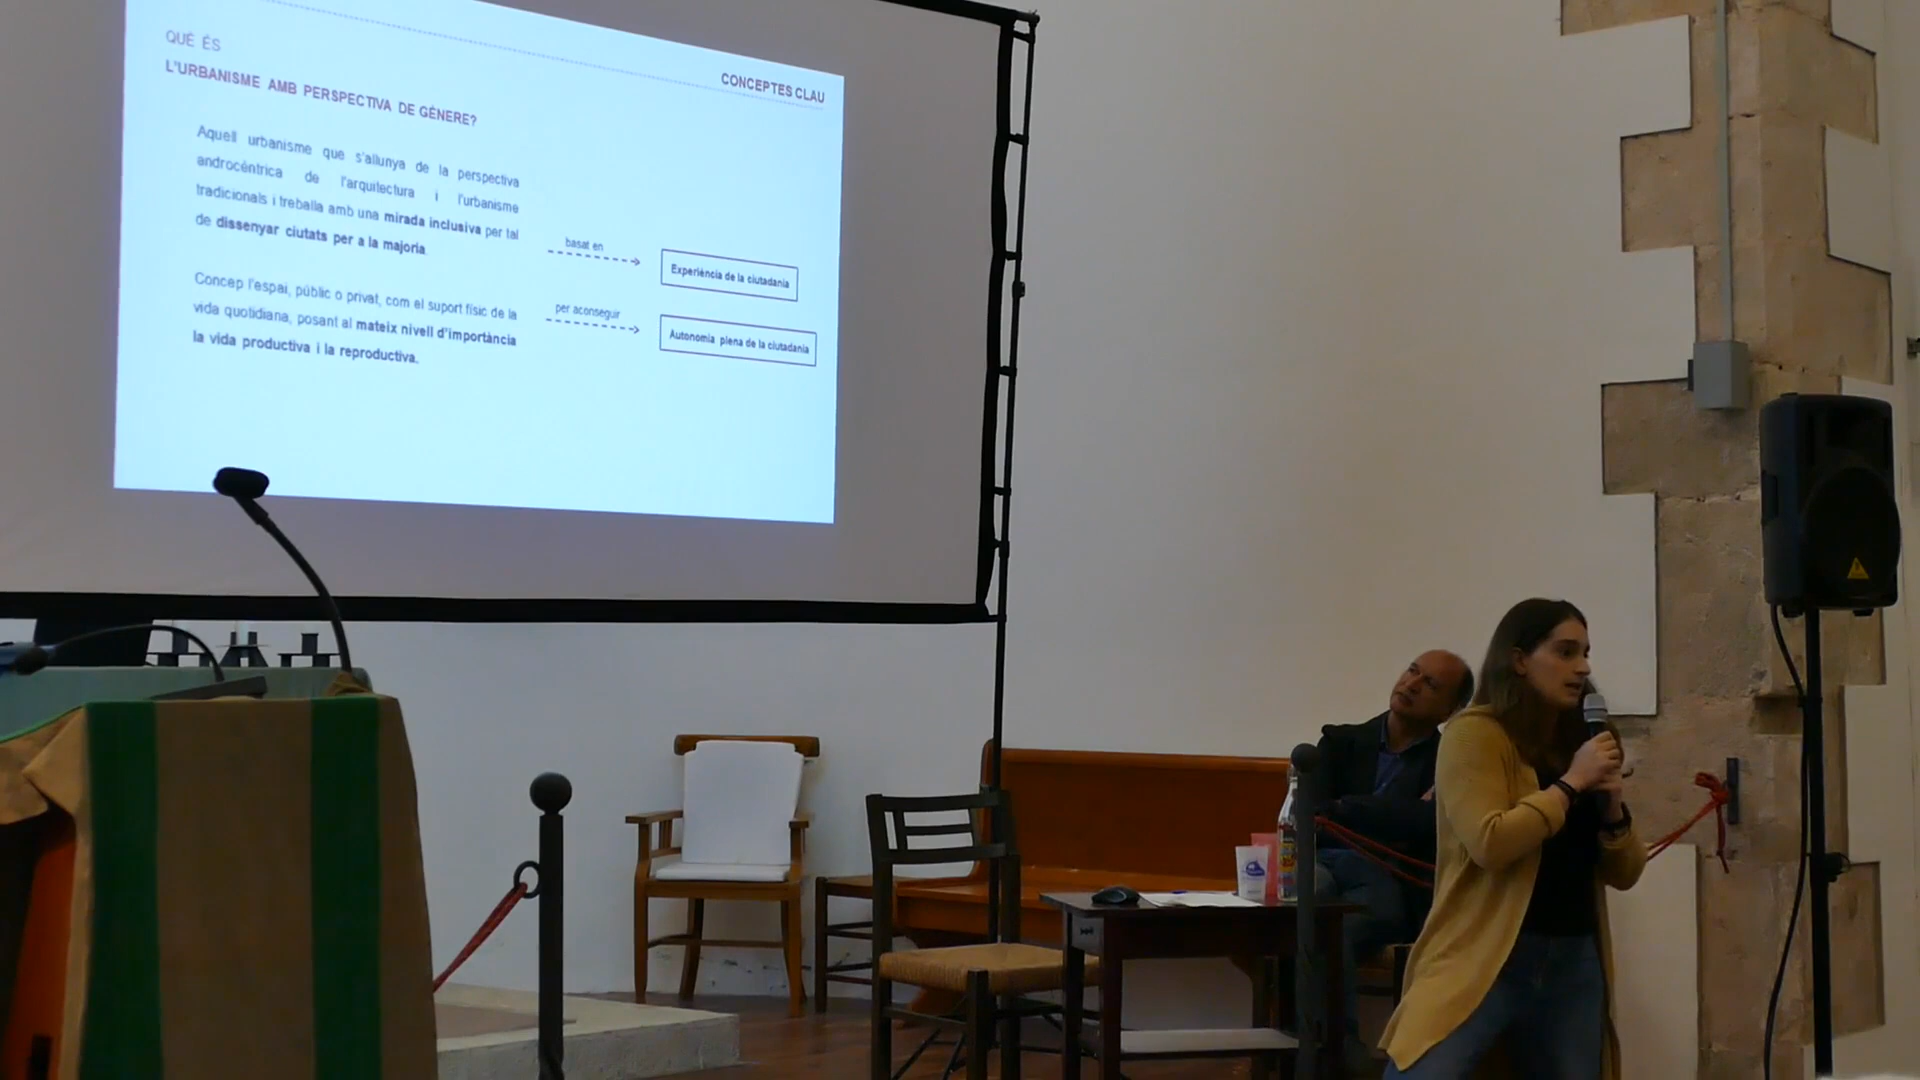 QUÈ ÉS
L'URBANISME AMB PERSPECTIVA DE GÈNERE?
CONCEPTES CLAU
Aquell urbanisme que s'allunya de la perspectiva
androcèntrica de l'arquitectura i l'urbanisme
tradicionals i treballa amb una mirada inclusiva per tal
de dissenyar ciutats per a la majoria.
Concep l'espai, públic o privat, com el suport físic de la
vida quotidiana, posant al mateix nivell d'importància
la vida productiva i la reproductiva.
basat en
Experiència de la ciutadania
per aconseguir
Autonomia plena de la ciutadania